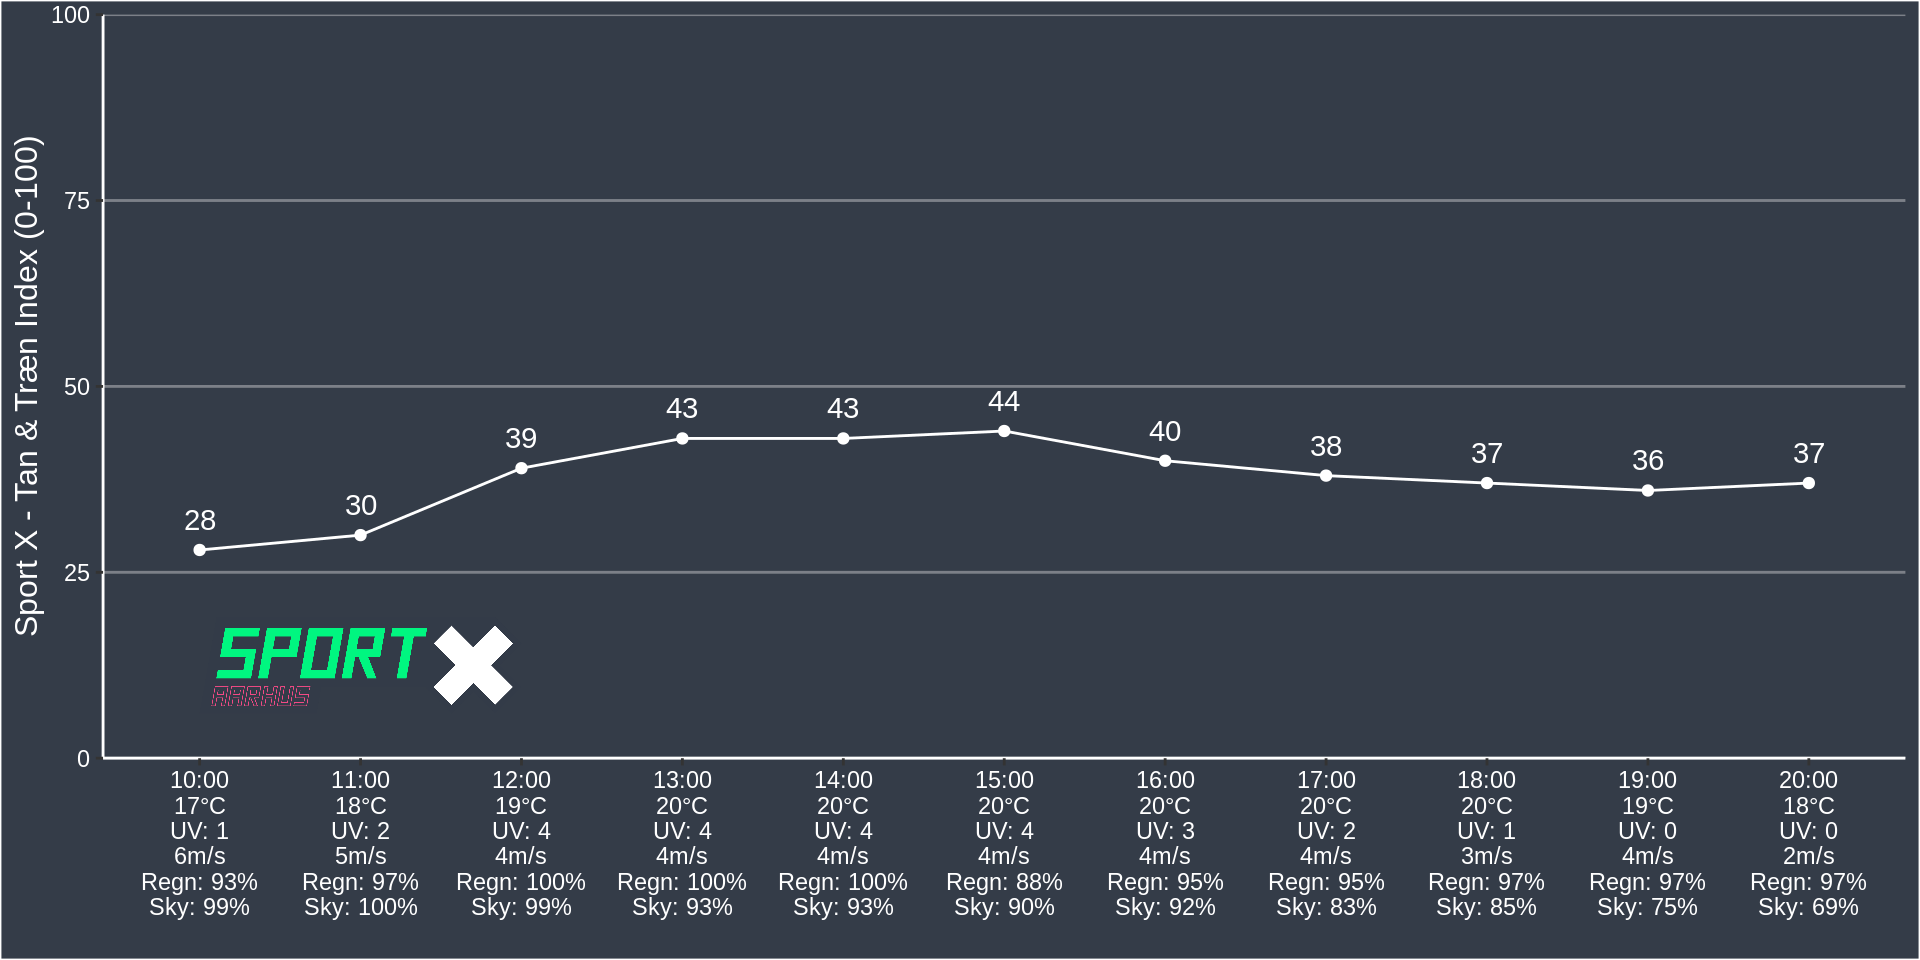 Sport X - Tan & Træn Index (0-100)
100
75
50
25
0
28
30
39
43
43
44
40
38
37
36
37
SPORT X
AARHUS
10:00 11:00 12:00 13:00 14:00 15:00 16:00 17:00 18:00 19:00 20:00
17°C 18°C 19°C 20°C 20°C 20°C 20°C 20°C 20°C 19°C 18°C
UV: 1 UV: 2 UV: 4 UV: 4 UV: 4 UV: 4 UV: 3 UV: 2 UV: 1 UV: 0 UV: 0
6m/s 5m/s 4m/s 4m/s 4m/s 4m/s 4m/s 4m/s 3m/s 4m/s 2m/s
Regn: 93% Regn: 97% Regn: 100% Regn: 100% Regn: 100% Regn: 88% Regn: 95% Regn: 95% Regn: 97% Regn: 97% Regn: 97%
Sky: 99% Sky: 100% Sky: 99% Sky: 93% Sky: 93% Sky: 90% Sky: 92% Sky: 83% Sky: 85% Sky: 75% Sky: 69%